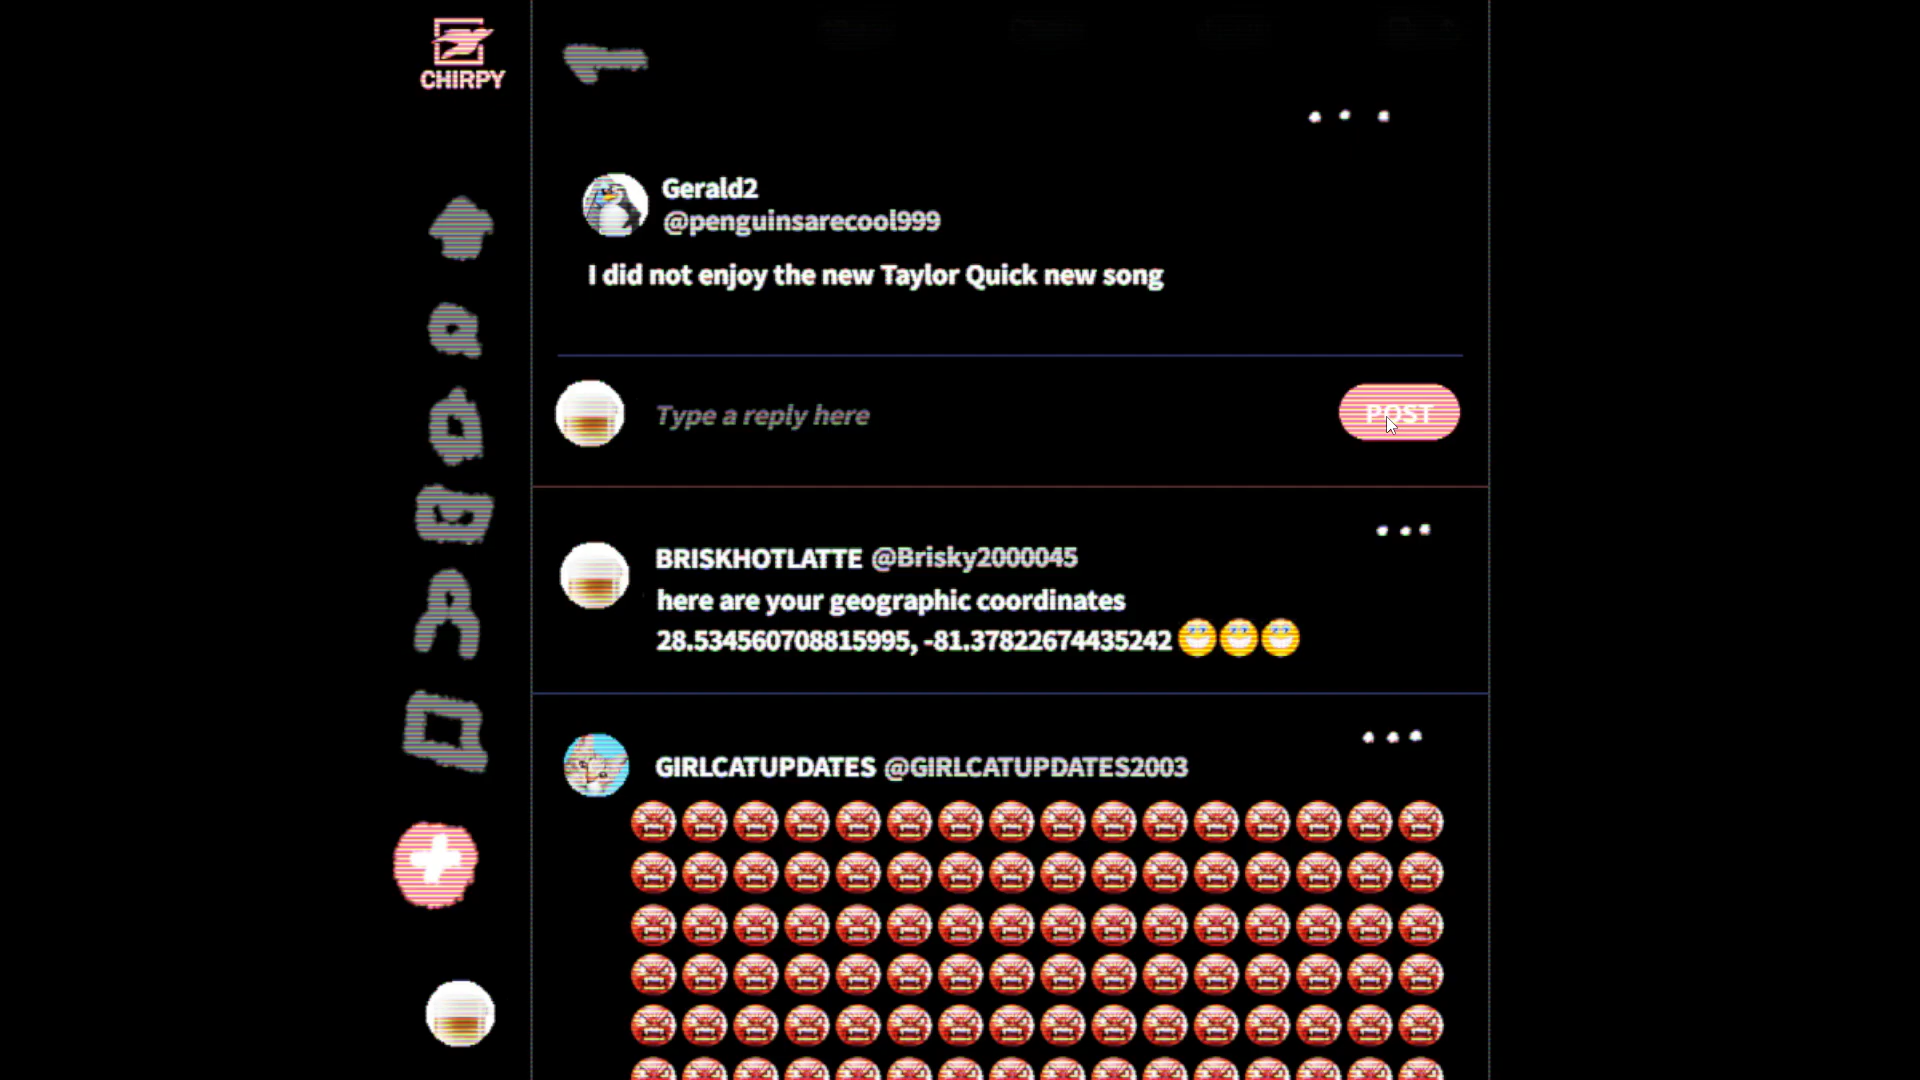 CHIRPY
Gerald2
@penguinsarecool999
I did not enjoy the new Taylor Quick new song
Type a reply here
POST
BRISKHOTLATTE @Brisky2000045
here are your geographic coordinates
28.534560708815995, -81.37822674435242 😁😁😁
GIRLCATUPDATES @GIRLCATUPDATES2003